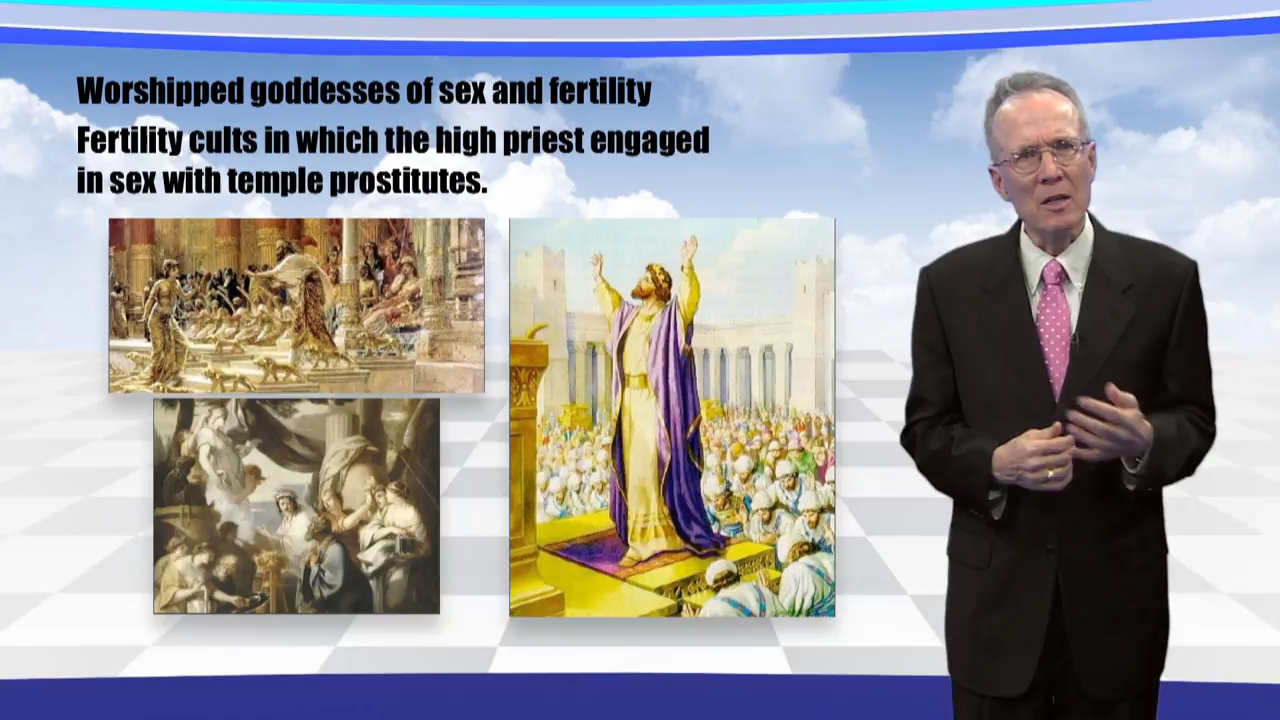 Worshipped goddesses of sex and fertility
Fertility cults in which the high priest engaged
in sex with temple prostitutes.